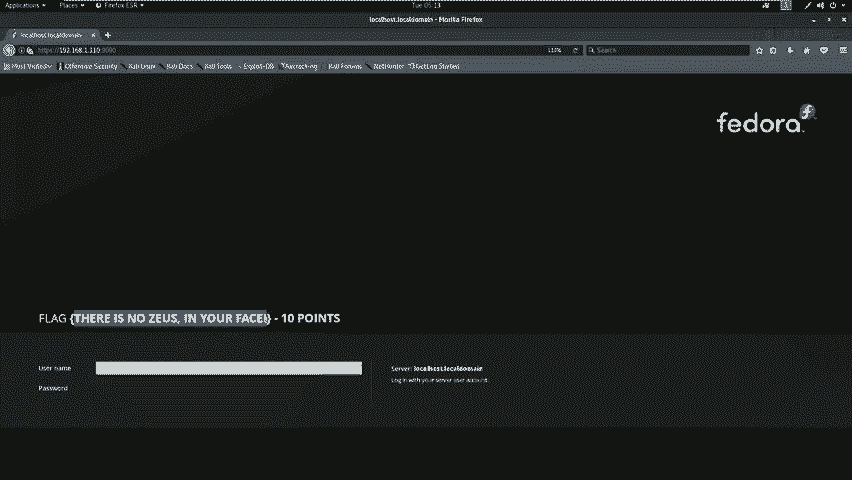 Applications Places Firefox ESR Tue 05:13
localhost.localdomain - Mozilla Firefox
localhost.localdomain
https://192.168.1.110:9090 110% Search
Most Visited Offensive Security Kali Linux Kali Docs Kali Tools Exploit-DB Aircrack-ng Kali Forums NetHunter Getting Started
fedora
FLAG {THERE IS NO ZEUS, IN YOUR FACE!} - 10 POINTS
User name
Server: localhost.localdomain
Log in with your server user account.
Password